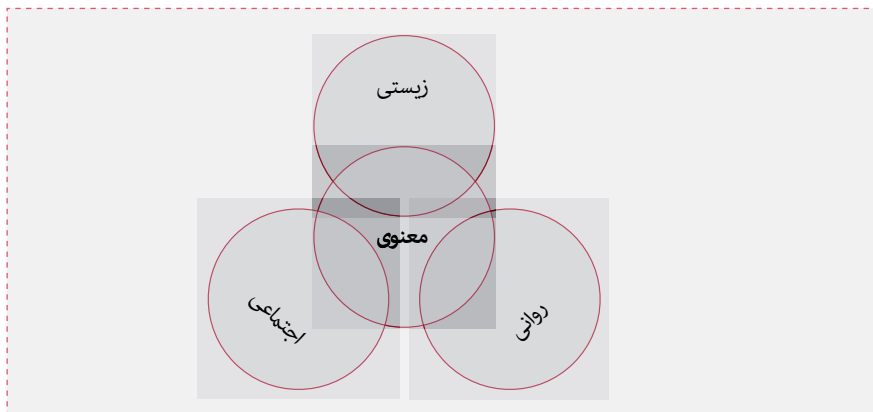 زیستی
معنوی
روانی
اجتماعی